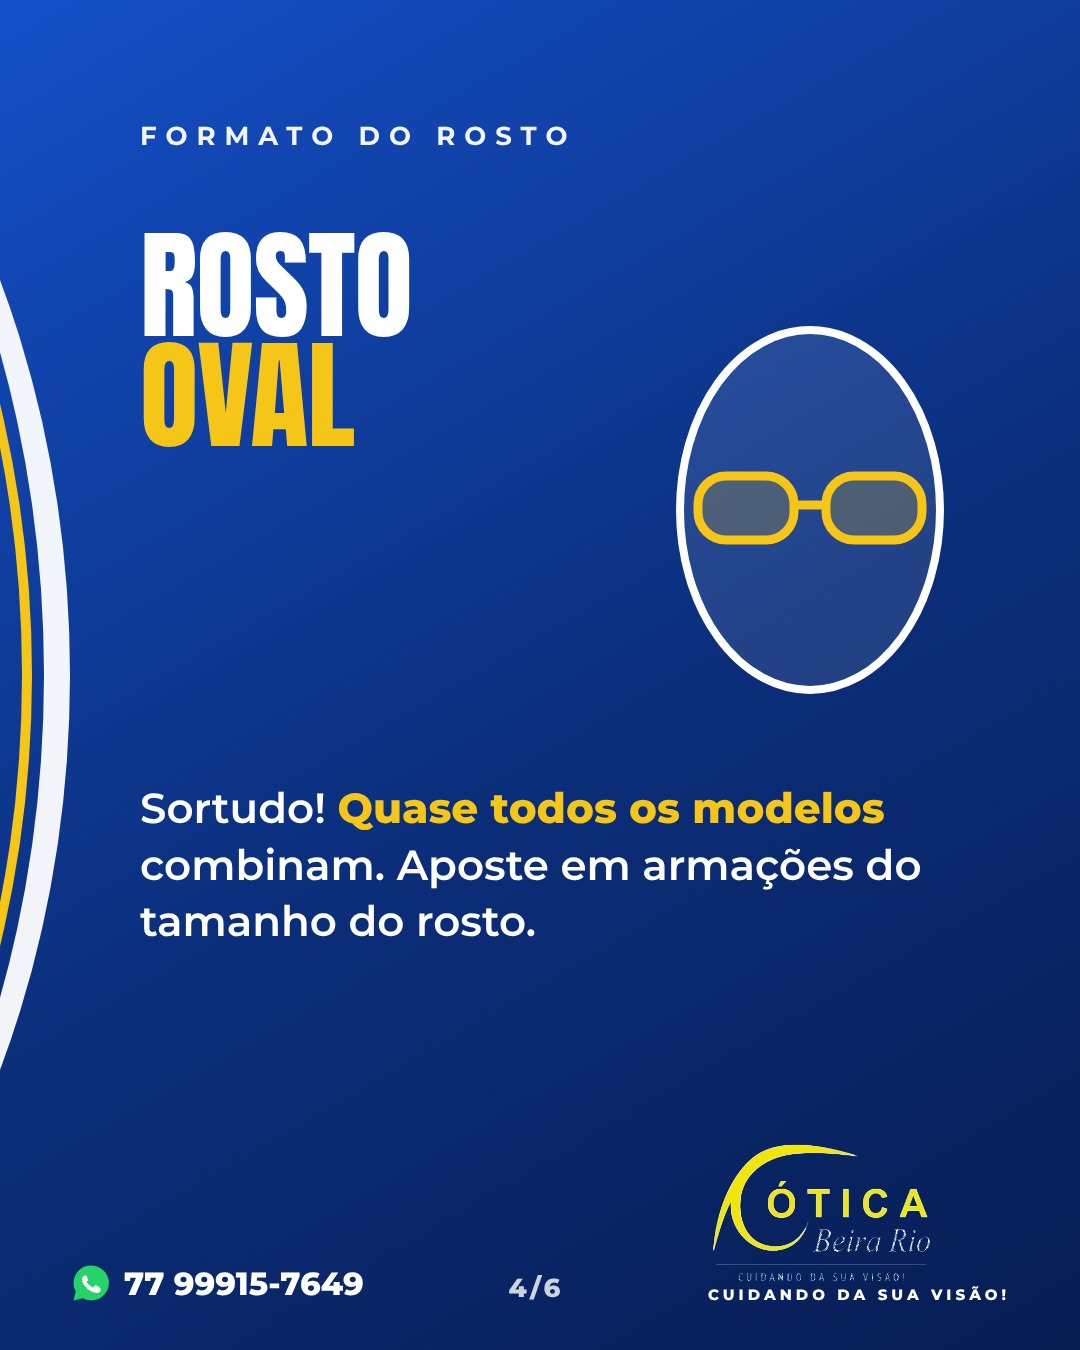 FORMATO DO ROSTO
ROSTO
OVAL
Sortudo! Quase todos os modelos
combinam. Aposte em armações do
tamanho do rosto.
ÓTICA
Beira Rio
CUIDANDO DA SUA VISÃO!
CUIDANDO DA SUA VISÃO!
77 99915-7649
4/6